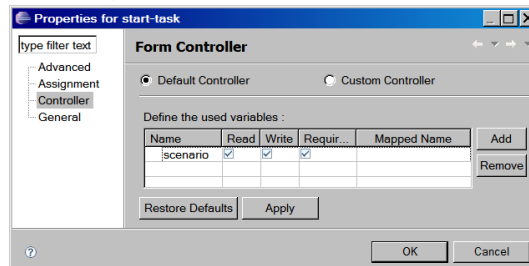 Properties for start-task
type filter text
Advanced
Assignment
Controller
General
Form Controller
Default Controller
Custom Controller
Define the used variables :
Name Read Write Requir... Mapped Name
scenario
Add
Remove
Restore Defaults Apply
? OK Cancel